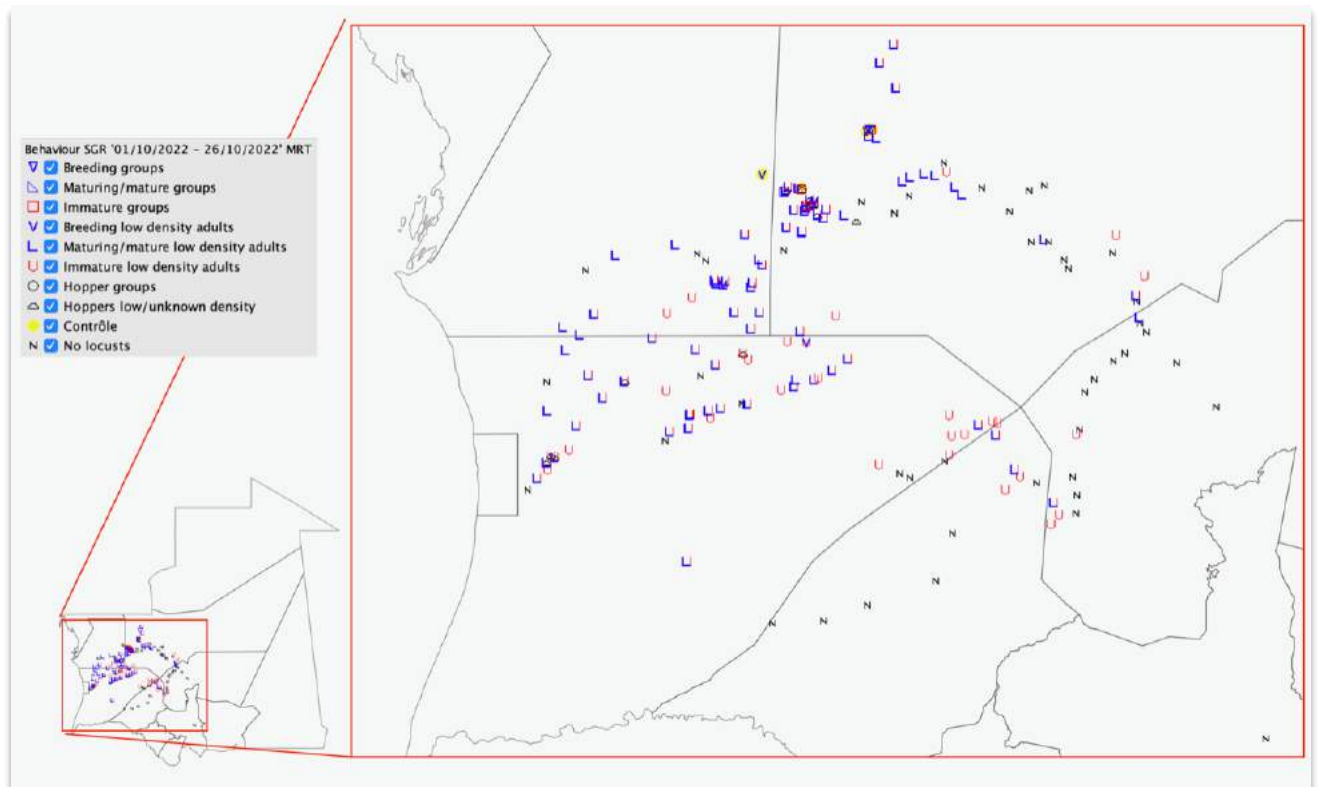 Behaviour SGR '01/10/2022 - 26/10/2022' MRT
Breeding groups
Maturing/mature groups
Immature groups
Breeding low density adults
Maturing/mature low density adults
Immature low density adults
Hopper groups
Hoppers low/unknown density
Contrôle
N No locusts